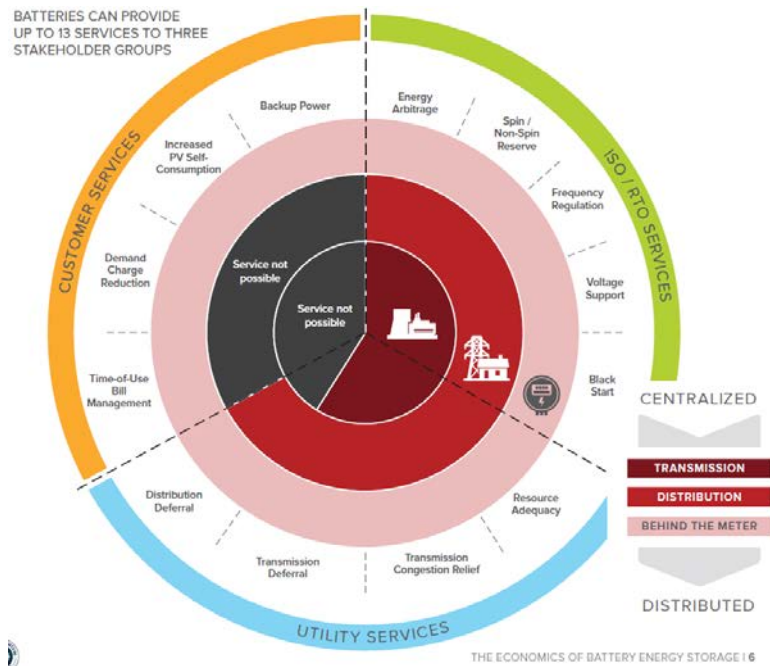 BATTERIES CAN PROVIDE
UP TO 13 SERVICES TO THREE
STAKEHOLDER GROUPS
CUSTOMER SERVICES
ISO / RTO SERVICES
UTILITY SERVICES
Backup Power
Increased
PV Self-
Consumption
Demand
Charge
Reduction
Time-of-Use
Bill
Management
Energy
Arbitrage
Spin /
Non-Spin
Reserve
Frequency
Regulation
Voltage
Support
Black
Start
Service not
possible
Service not
possible
Distribution
Deferral
Transmission
Deferral
Transmission
Congestion Relief
Resource
Adequacy
CENTRALIZED
TRANSMISSION
DISTRIBUTION
BEHIND THE METER
DISTRIBUTED
THE ECONOMICS OF BATTERY ENERGY STORAGE | 6